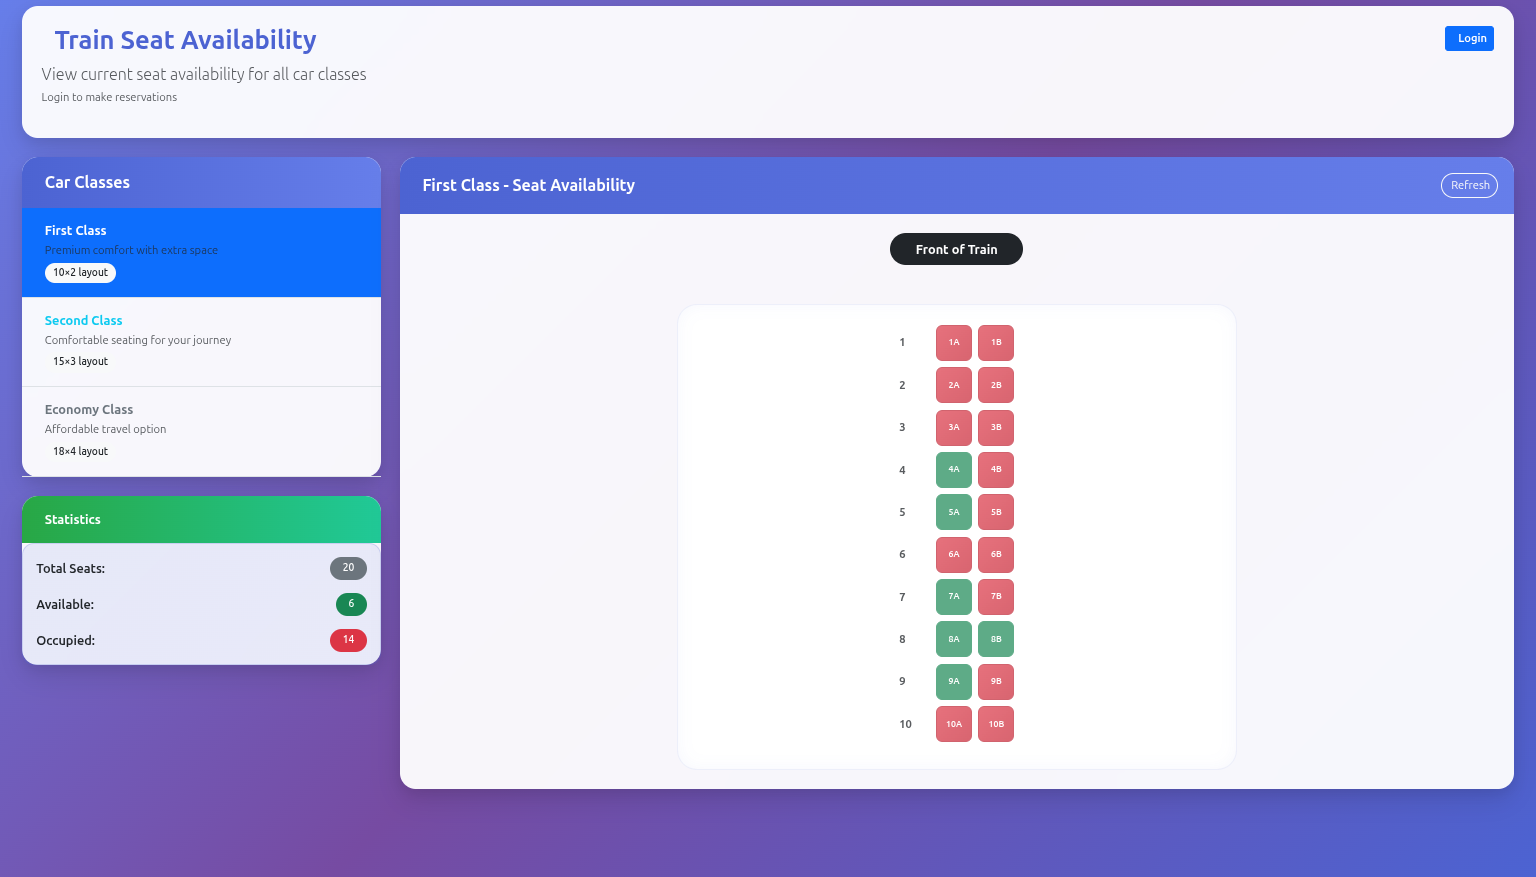 Train Seat Availability
Login
View current seat availability for all car classes
Login to make reservations
Car Classes
First Class
Premium comfort with extra space
10×2 layout
Second Class
Comfortable seating for your journey
15×3 layout
Economy Class
Affordable travel option
18×4 layout
Statistics
Total Seats: 20
Available: 6
Occupied: 14
First Class - Seat Availability
Refresh
Front of Train
1 1A 1B
2 2A 2B
3 3A 3B
4 4A 4B
5 5A 5B
6 6A 6B
7 7A 7B
8 8A 8B
9 9A 9B
10 10A 10B